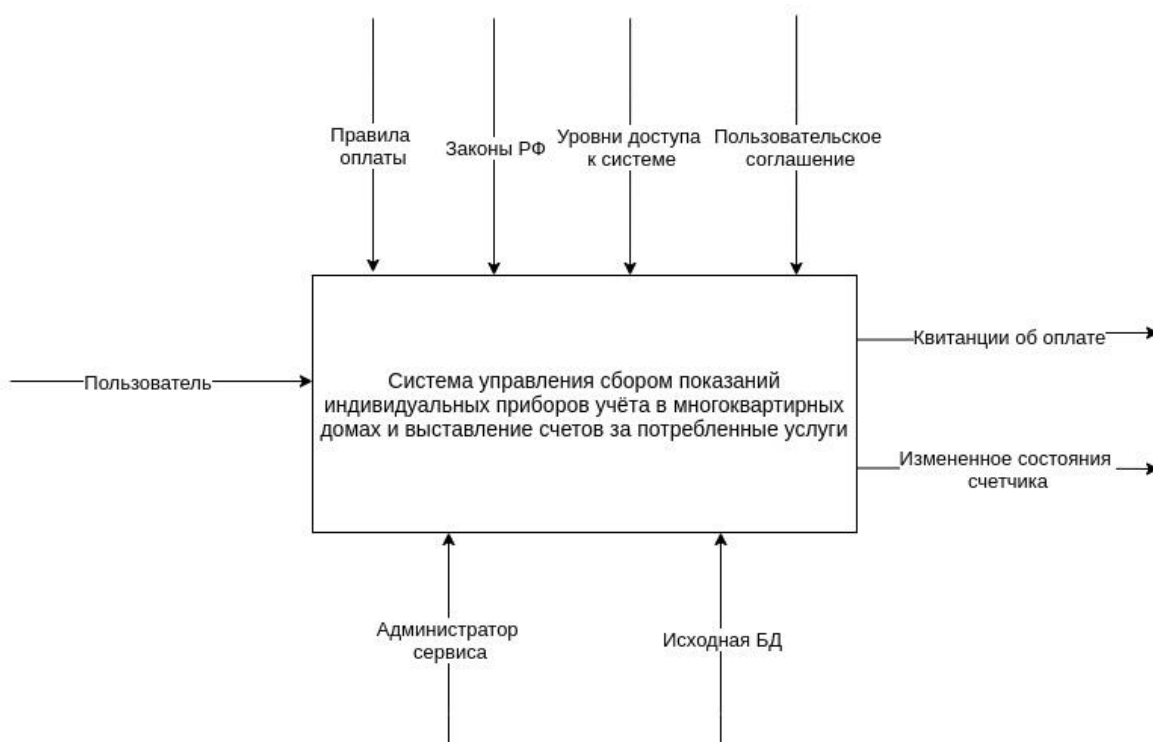 Правила
оплаты
Законы РФ
Уровни доступа
к системе
Пользовательское
соглашение
Пользователь
Система управления сбором показаний
индивидуальных приборов учёта в многоквартирных
домах и выставление счетов за потребленные услуги
Квитанции об оплате
Измененное состояния
счетчика
Администратор
сервиса
Исходная БД